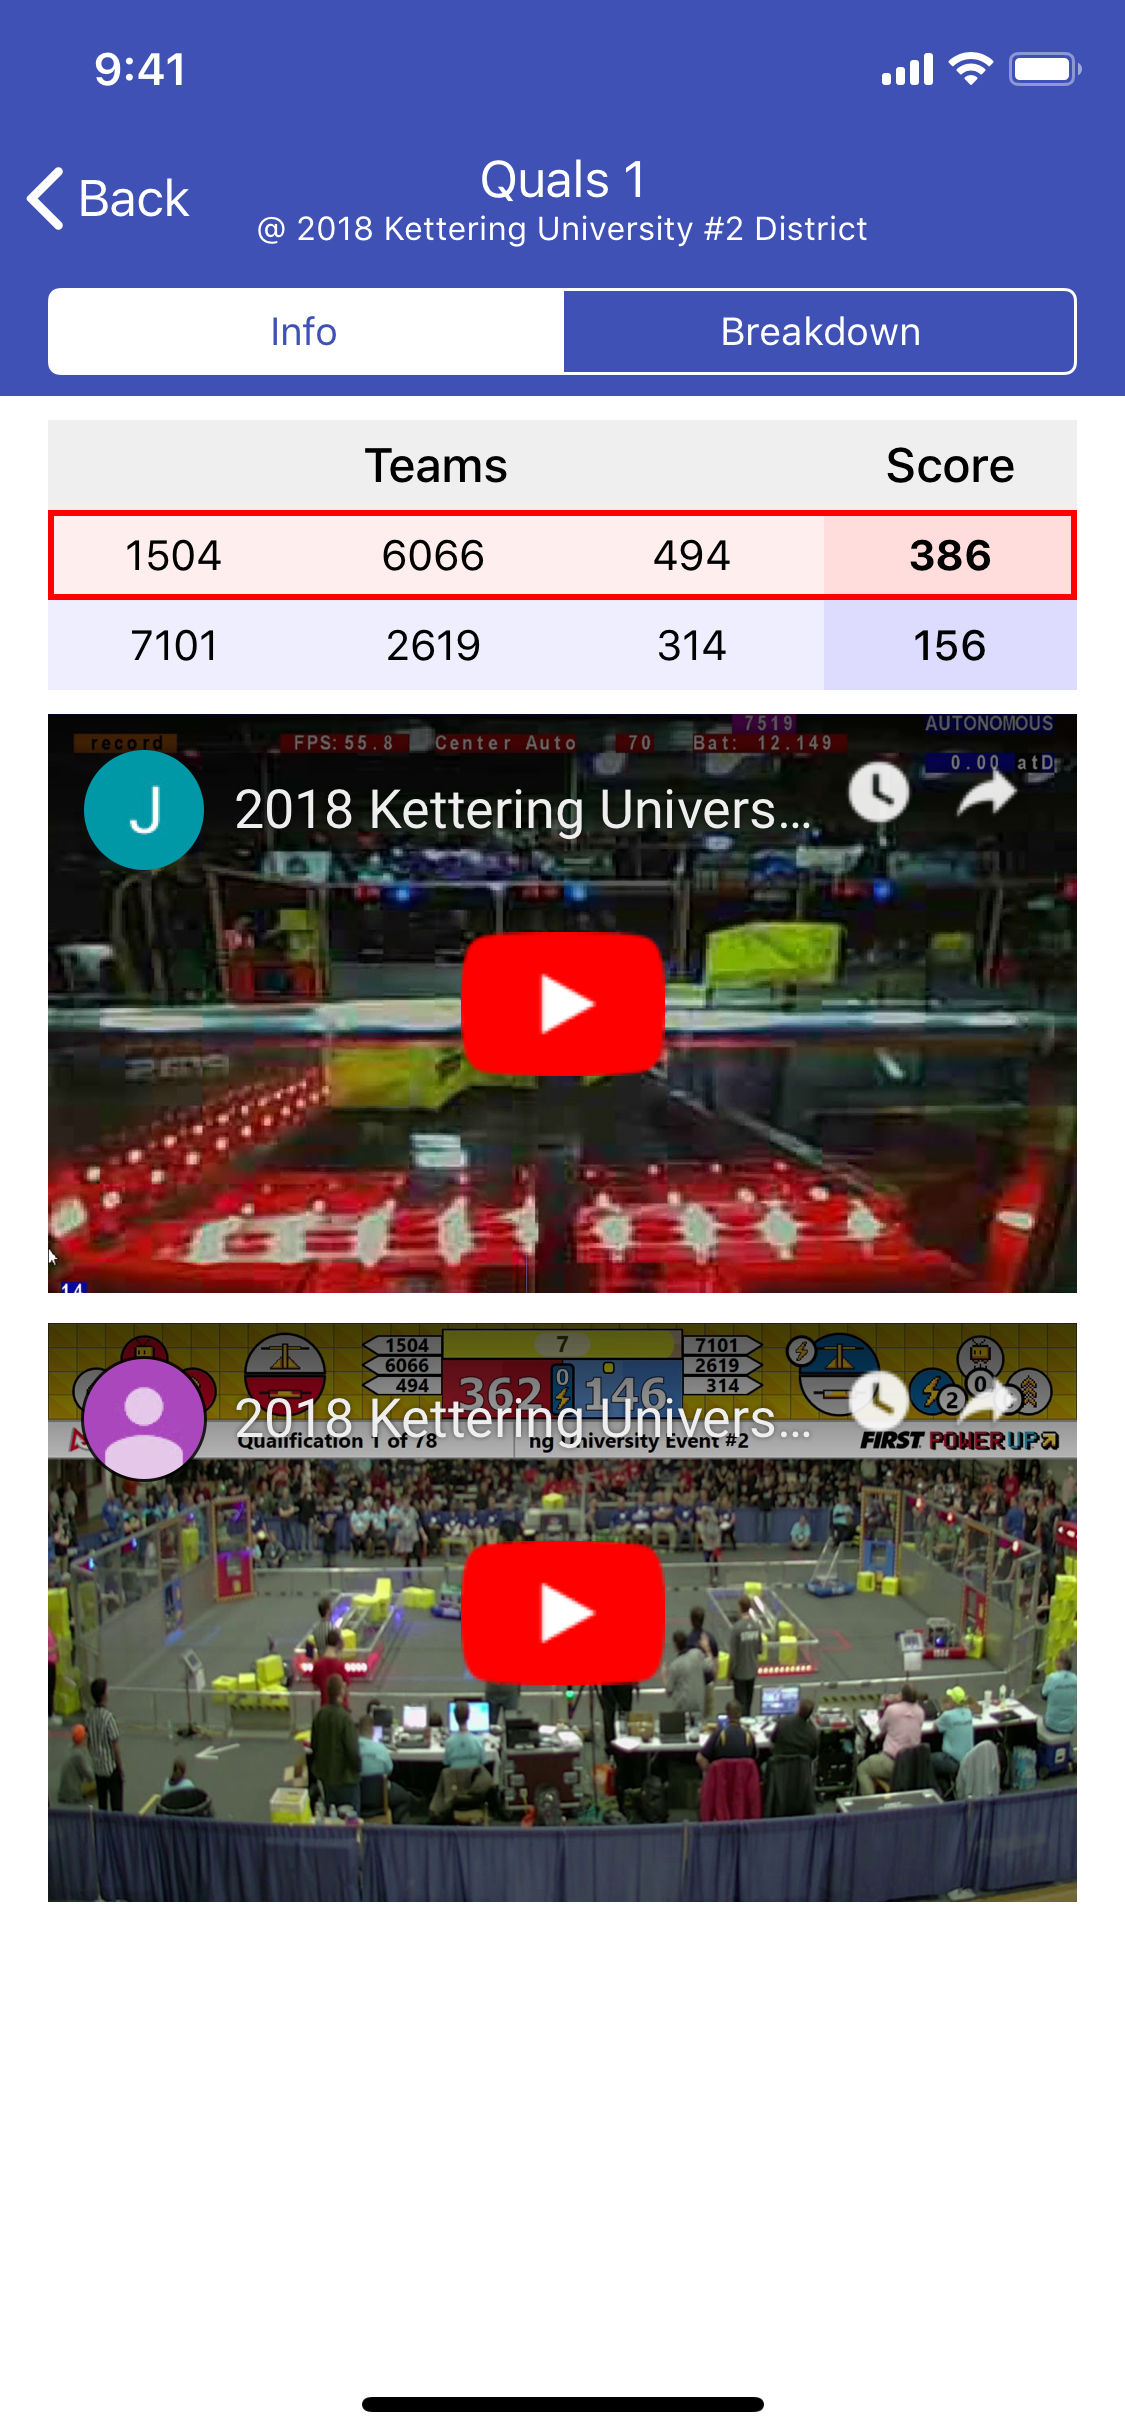 9:41
Back
Quals 1
@ 2018 Kettering University #2 District
Info
Breakdown
Teams Score
1504 6066 494 386
7101 2619 314 156
7519 AUTONOMOUS
record FPS: 55.8 Center Auto 70 Bat: 12.149
0.00 atD
J
2018 Kettering Univers...
2619
14
1504 7 7101
6066 2619
494 362 0 146 314
2 0
2018 Kettering Univers...
Qualification 1 of 78 ng University Event #2 FIRST POWER UP
STAFF